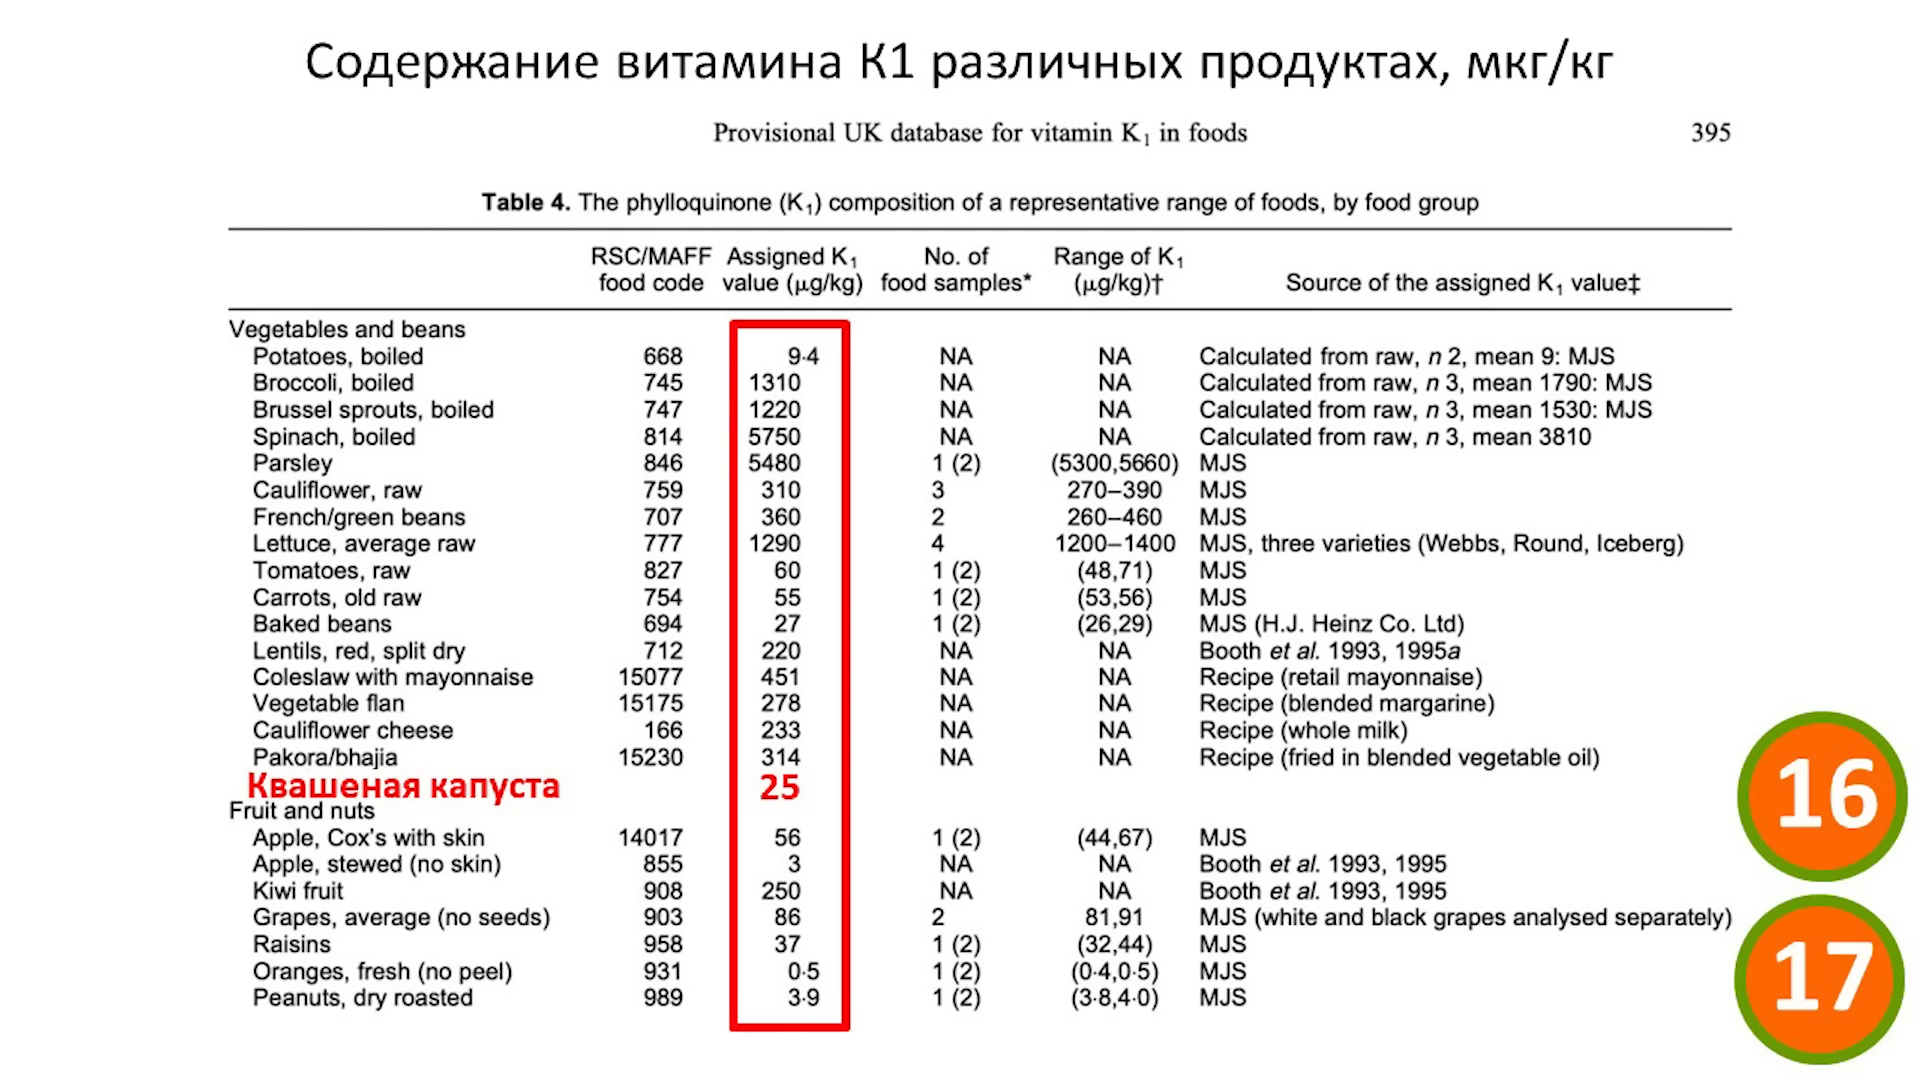 Содержание витамина К1 различных продуктах, мкг/кг
Provisional UK database for vitamin K1 in foods 395
Table 4. The phylloquinone (K1) composition of a representative range of foods, by food group
RSC/MAFF Assigned K1 No. of Range of K1
food code value (μg/kg) food samples* (μg/kg)† Source of the assigned K1 value‡
Vegetables and beans
Potatoes, boiled 668 9·4 NA NA Calculated from raw, n 2, mean 9: MJS
Broccoli, boiled 745 1310 NA NA Calculated from raw, n 3, mean 1790: MJS
Brussel sprouts, boiled 747 1220 NA NA Calculated from raw, n 3, mean 1530: MJS
Spinach, boiled 814 5750 NA NA Calculated from raw, n 3, mean 3810
Parsley 846 5480 1 (2) (5300,5660) MJS
Cauliflower, raw 759 310 3 270–390 MJS
French/green beans 707 360 2 260–460 MJS
Lettuce, average raw 777 1290 4 1200–1400 MJS, three varieties (Webbs, Round, Iceberg)
Tomatoes, raw 827 60 1 (2) (48,71) MJS
Carrots, old raw 754 55 1 (2) (53,56) MJS
Baked beans 694 27 1 (2) (26,29) MJS (H.J. Heinz Co. Ltd)
Lentils, red, split dry 712 220 NA NA Booth et al. 1993, 1995a
Coleslaw with mayonnaise 15077 451 NA NA Recipe (retail mayonnaise)
Vegetable flan 15175 278 NA NA Recipe (blended margarine)
Cauliflower cheese 166 233 NA NA Recipe (whole milk)
Pakora/bhajia 15230 314 NA NA Recipe (fried in blended vegetable oil)
Квашеная капуста 25
Fruit and nuts
Apple, Cox's with skin 14017 56 1 (2) (44,67) MJS
Apple, stewed (no skin) 855 3 NA NA Booth et al. 1993, 1995
Kiwi fruit 908 250 NA NA Booth et al. 1993, 1995
Grapes, average (no seeds) 903 86 2 81,91 MJS (white and black grapes analysed separately)
Raisins 958 37 1 (2) (32,44) MJS
Oranges, fresh (no peel) 931 0·5 1 (2) (0·4,0·5) MJS
Peanuts, dry roasted 989 3·9 1 (2) (3·8,4·0) MJS
16
17